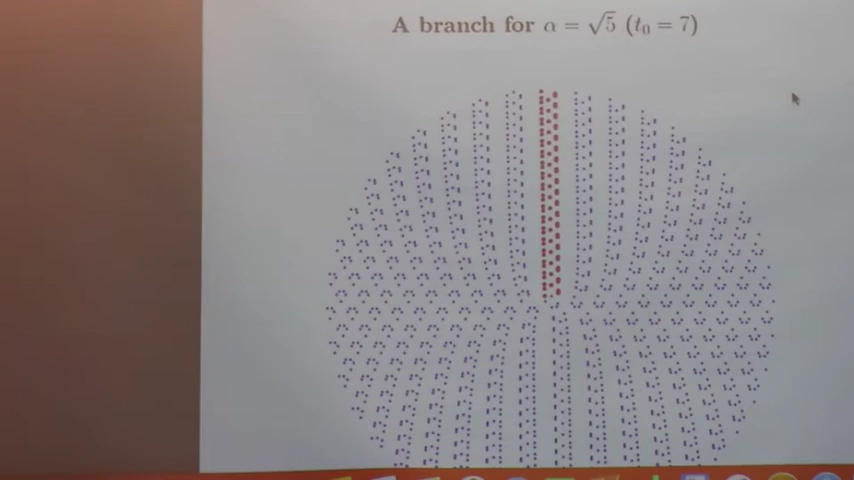 A branch for α = √5 (t₀ = 7)